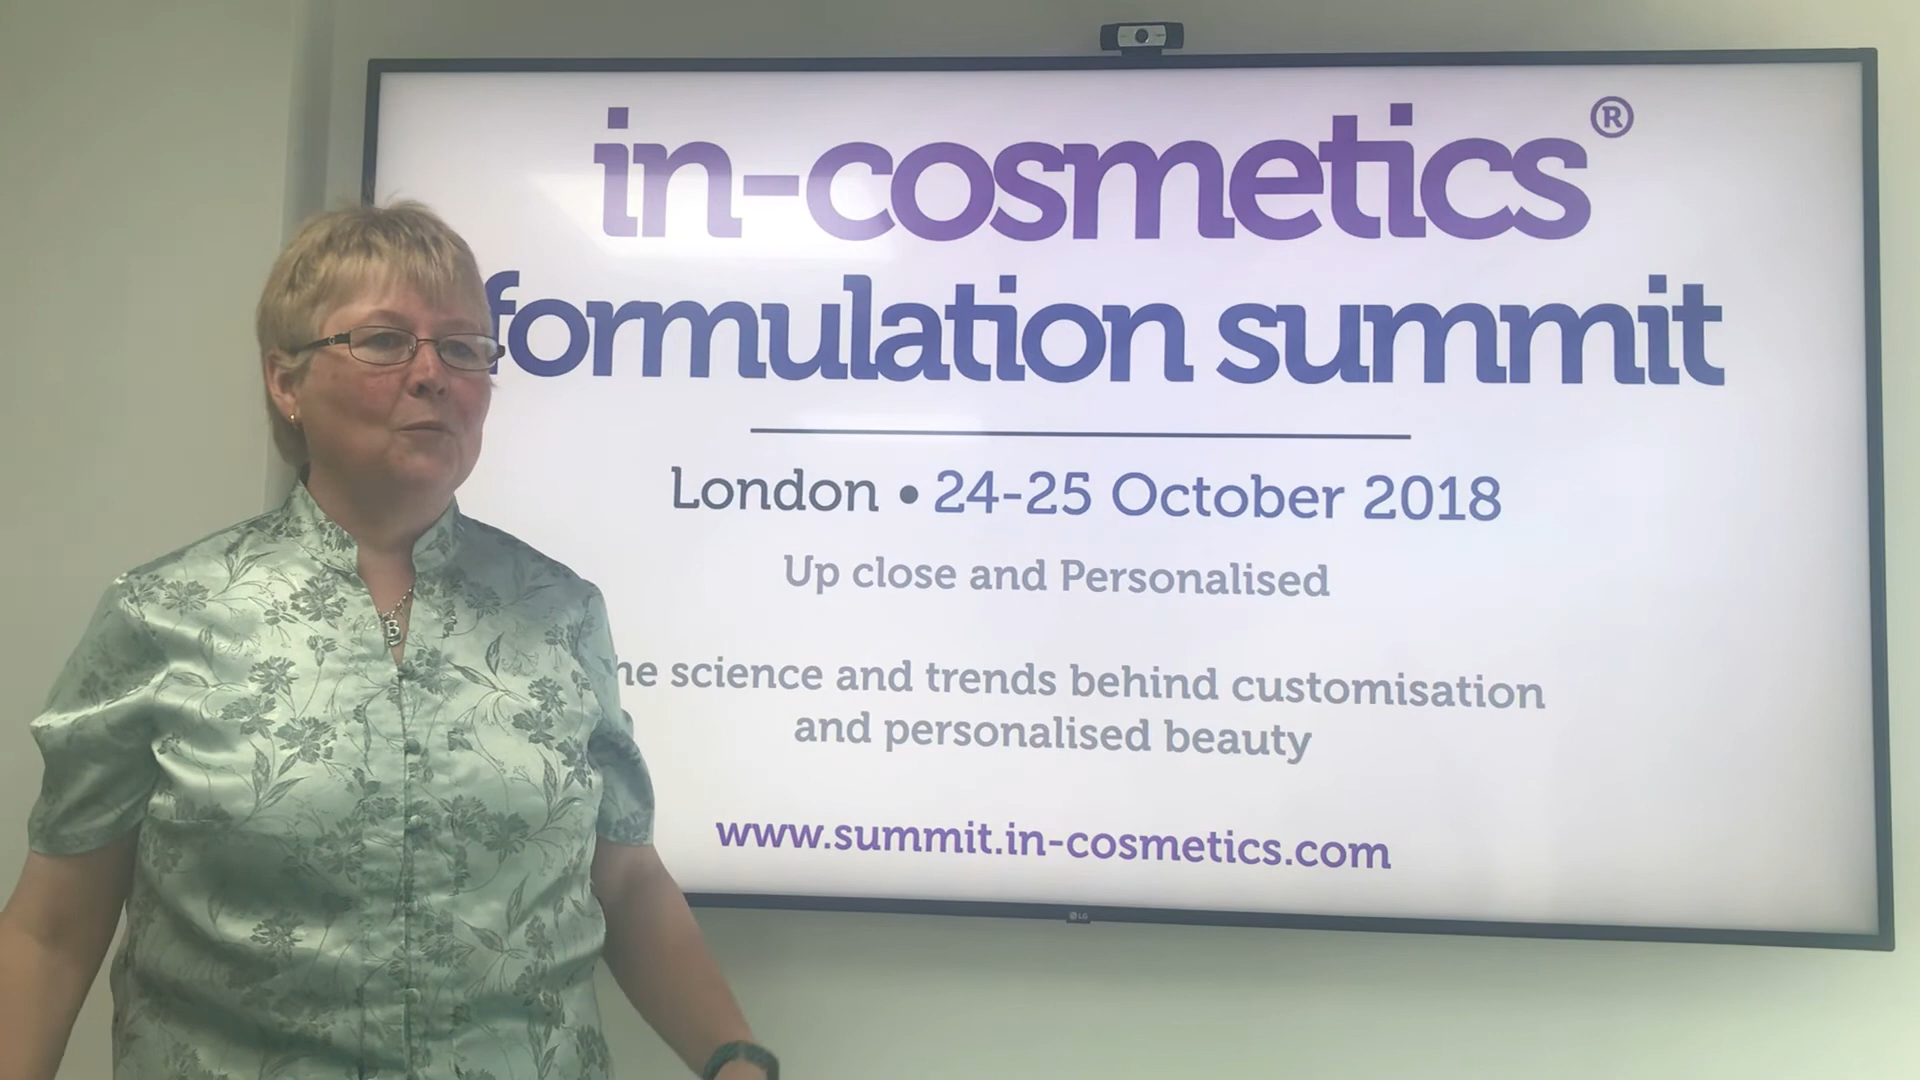 in-cosmetics®
formulation summit
London • 24-25 October 2018
Up close and Personalised
he science and trends behind customisation
and personalised beauty
www.summit.in-cosmetics.com
LG
B